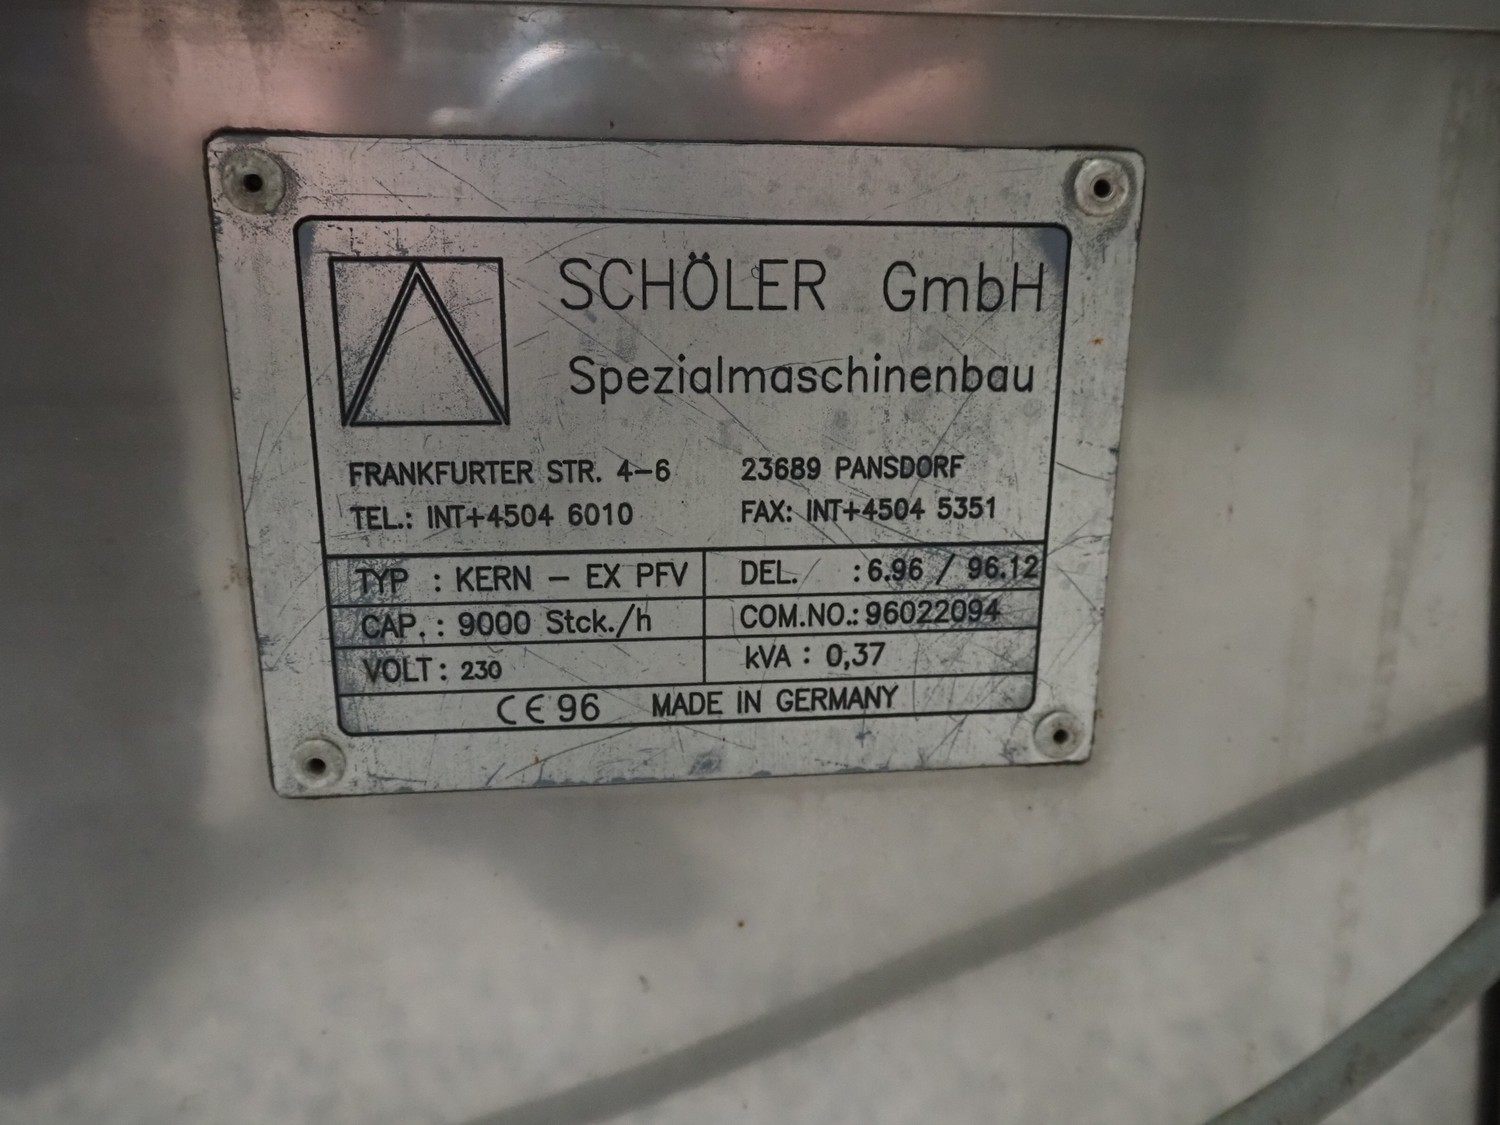 SCHÖLER GmbH
Spezialmaschinenbau
FRANKFURTER STR. 4-6 23689 PANSDORF
TEL.: INT+4504 6010 FAX: INT+4504 5351
TYP : KERN - EX PFV DEL. : 6.96 / 96.12
CAP. : 9000 Stck./h COM.NO.: 96022094
VOLT : 230 kVA : 0,37
CE 96 MADE IN GERMANY